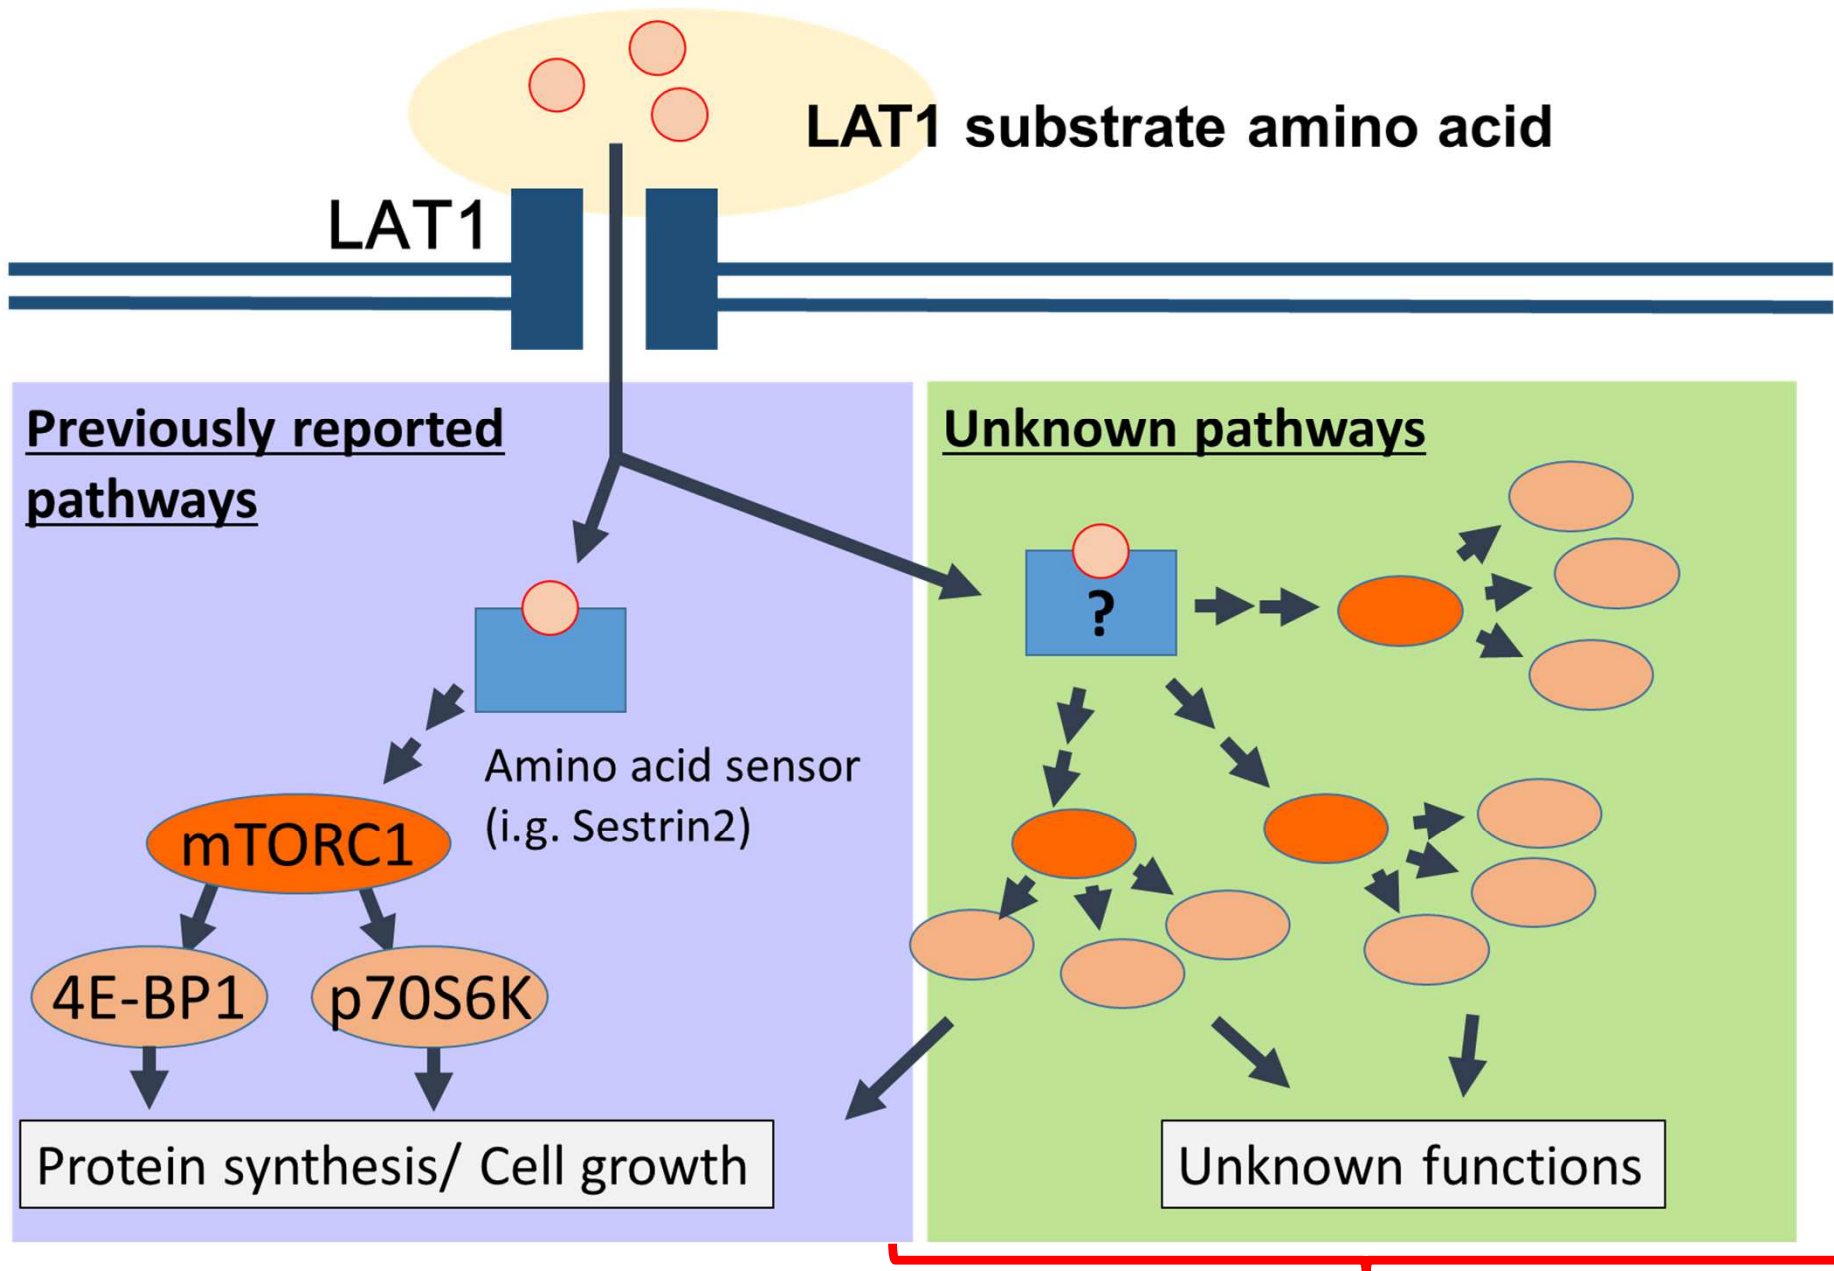 LAT1 substrate amino acid
LAT1
Previously reported
pathways
Unknown pathways
?
Amino acid sensor
(i.g. Sestrin2)
mTORC1
4E-BP1
p70S6K
Protein synthesis/ Cell growth
Unknown functions